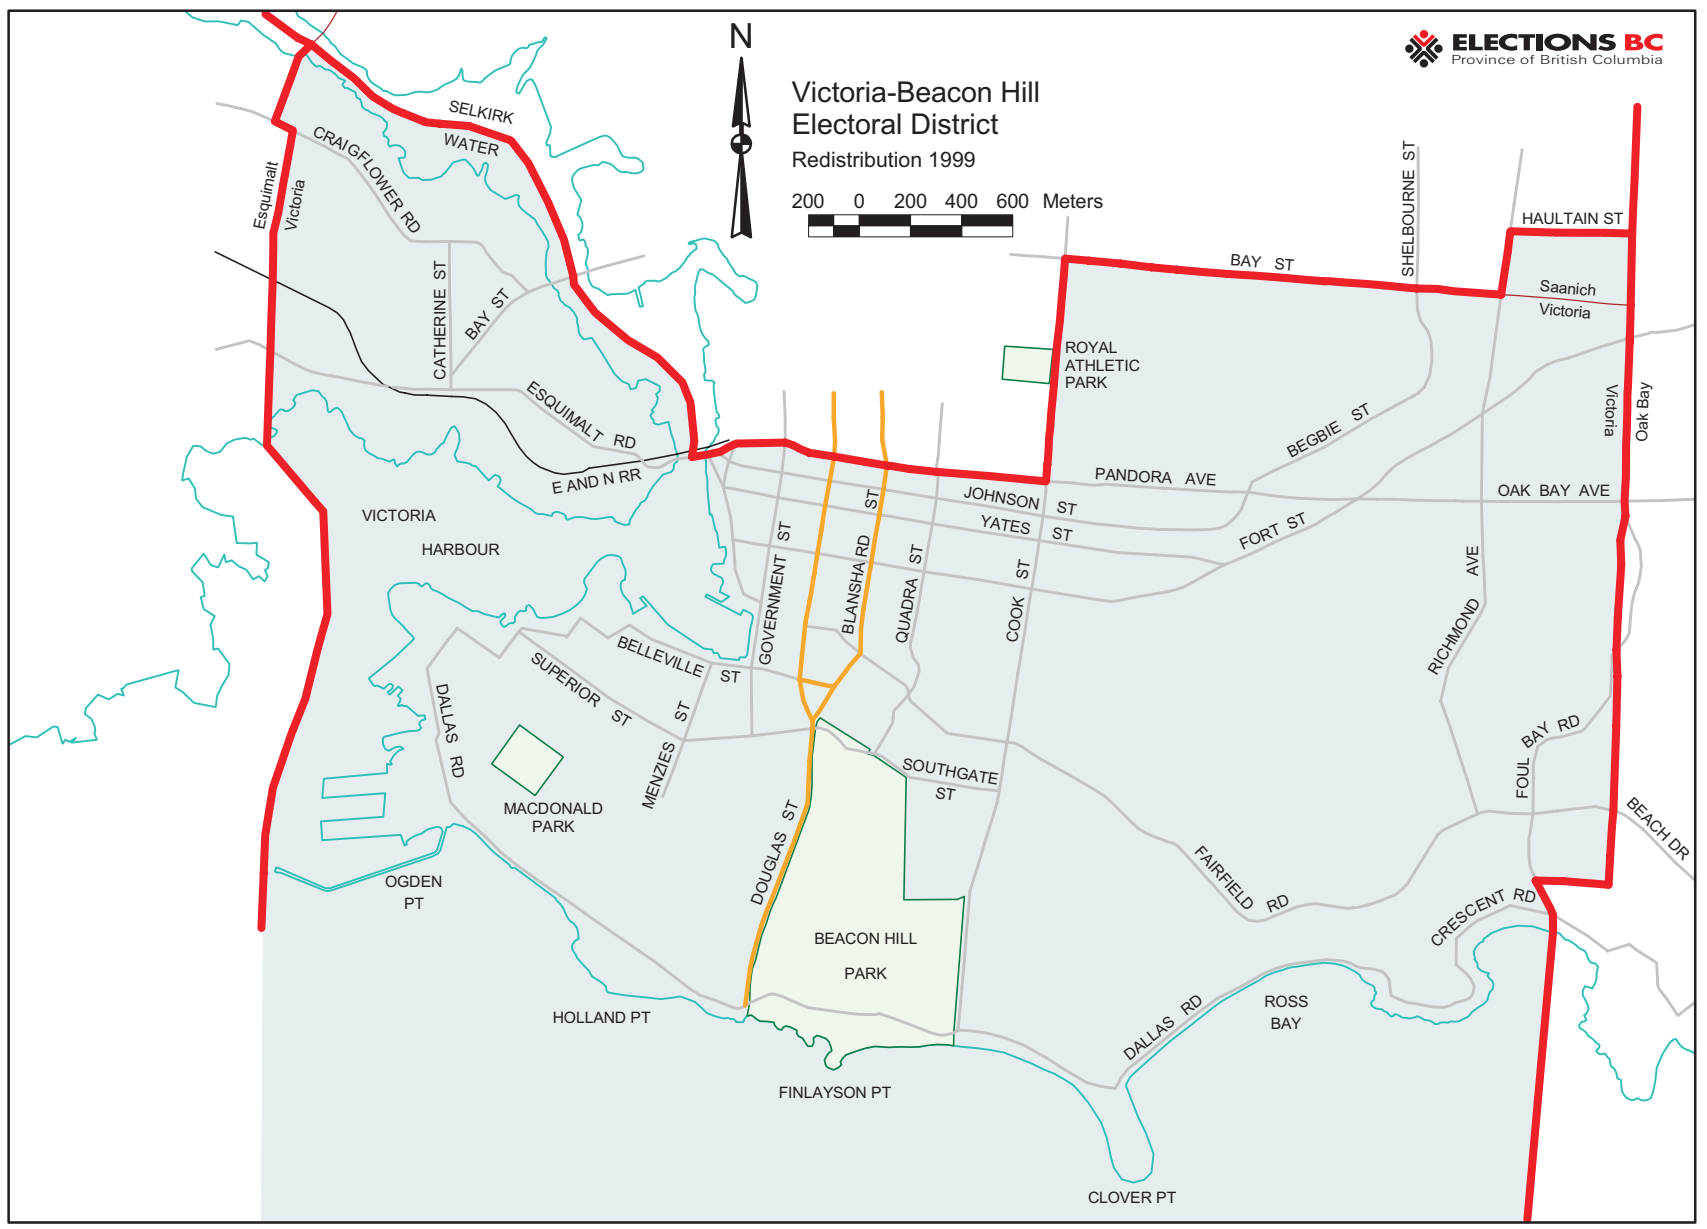 N
ELECTIONS BC
Province of British Columbia
Victoria-Beacon Hill
Electoral District
Redistribution 1999
200 0 200 400 600 Meters
SELKIRK
WATER
CRAIGFLOWER RD
Esquimalt
Victoria
SHELBOURNE ST
HAULTAIN ST
BAY ST
Saanich
Victoria
CATHERINE ST
BAY ST
ROYAL
ATHLETIC
PARK
Victoria
Oak Bay
ESQUIMALT RD
BEGBIE ST
E AND N RR
PANDORA AVE
OAK BAY AVE
JOHNSON ST
YATES ST
FORT ST
VICTORIA
HARBOUR
GOVERNMENT ST
BLANSHARD ST
QUADRA ST
COOK ST
RICHMOND AVE
BELLEVILLE ST
SUPERIOR ST
DALLAS RD
MENZIES ST
FOUL BAY RD
SOUTHGATE
ST
MACDONALD
PARK
DOUGLAS ST
BEACH DR
FAIRFIELD RD
OGDEN
PT
CRESCENT RD
BEACON HILL
PARK
HOLLAND PT
DALLAS RD
ROSS
BAY
FINLAYSON PT
CLOVER PT